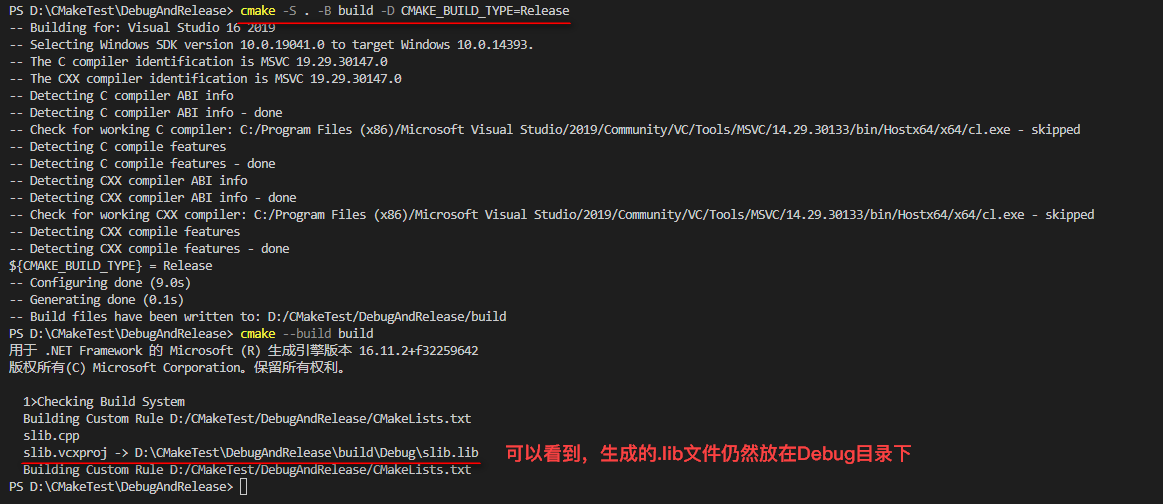 PS D:\CMakeTest\DebugAndRelease> cmake -S . -B build -D CMAKE_BUILD_TYPE=Release
-- Building for: Visual Studio 16 2019
-- Selecting Windows SDK version 10.0.19041.0 to target Windows 10.0.14393.
-- The C compiler identification is MSVC 19.29.30147.0
-- The CXX compiler identification is MSVC 19.29.30147.0
-- Detecting C compiler ABI info
-- Detecting C compiler ABI info - done
-- Check for working C compiler: C:/Program Files (x86)/Microsoft Visual Studio/2019/Community/VC/Tools/MSVC/14.29.30133/bin/Hostx64/x64/cl.exe - skipped
-- Detecting C compile features
-- Detecting C compile features - done
-- Detecting CXX compiler ABI info
-- Detecting CXX compiler ABI info - done
-- Check for working CXX compiler: C:/Program Files (x86)/Microsoft Visual Studio/2019/Community/VC/Tools/MSVC/14.29.30133/bin/Hostx64/x64/cl.exe - skipped
-- Detecting CXX compile features
-- Detecting CXX compile features - done
${CMAKE_BUILD_TYPE} = Release
-- Configuring done (9.0s)
-- Generating done (0.1s)
-- Build files have been written to: D:/CMakeTest/DebugAndRelease/build
PS D:\CMakeTest\DebugAndRelease> cmake --build build
用于 .NET Framework 的 Microsoft (R) 生成引擎版本 16.11.2+f32259642
版权所有(C) Microsoft Corporation。保留所有权利。
1>Checking Build System
Building Custom Rule D:/CMakeTest/DebugAndRelease/CMakeLists.txt
slib.cpp
slib.vcxproj -> D:\CMakeTest\DebugAndRelease\build\Debug\slib.lib
可以看到，生成的.lib文件仍然放在Debug目录下
Building Custom Rule D:/CMakeTest/DebugAndRelease/CMakeLists.txt
PS D:\CMakeTest\DebugAndRelease>